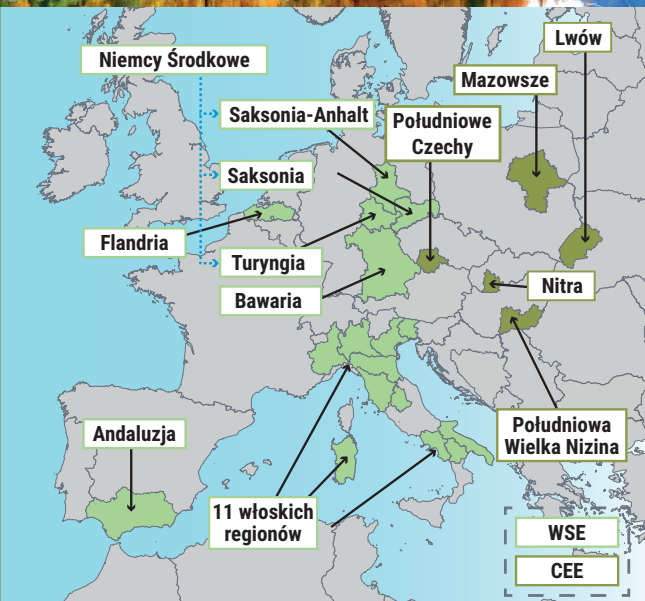 Lwów
Niemcy Środkowe
Mazowsze
Saksonia-Anhalt
Południowe
Czechy
Saksonia
Flandria
Turyngia
Nitra
Bawaria
Andaluzja
Południowa
Wielka Nizina
11 włoskich
regionów
WSE
CEE